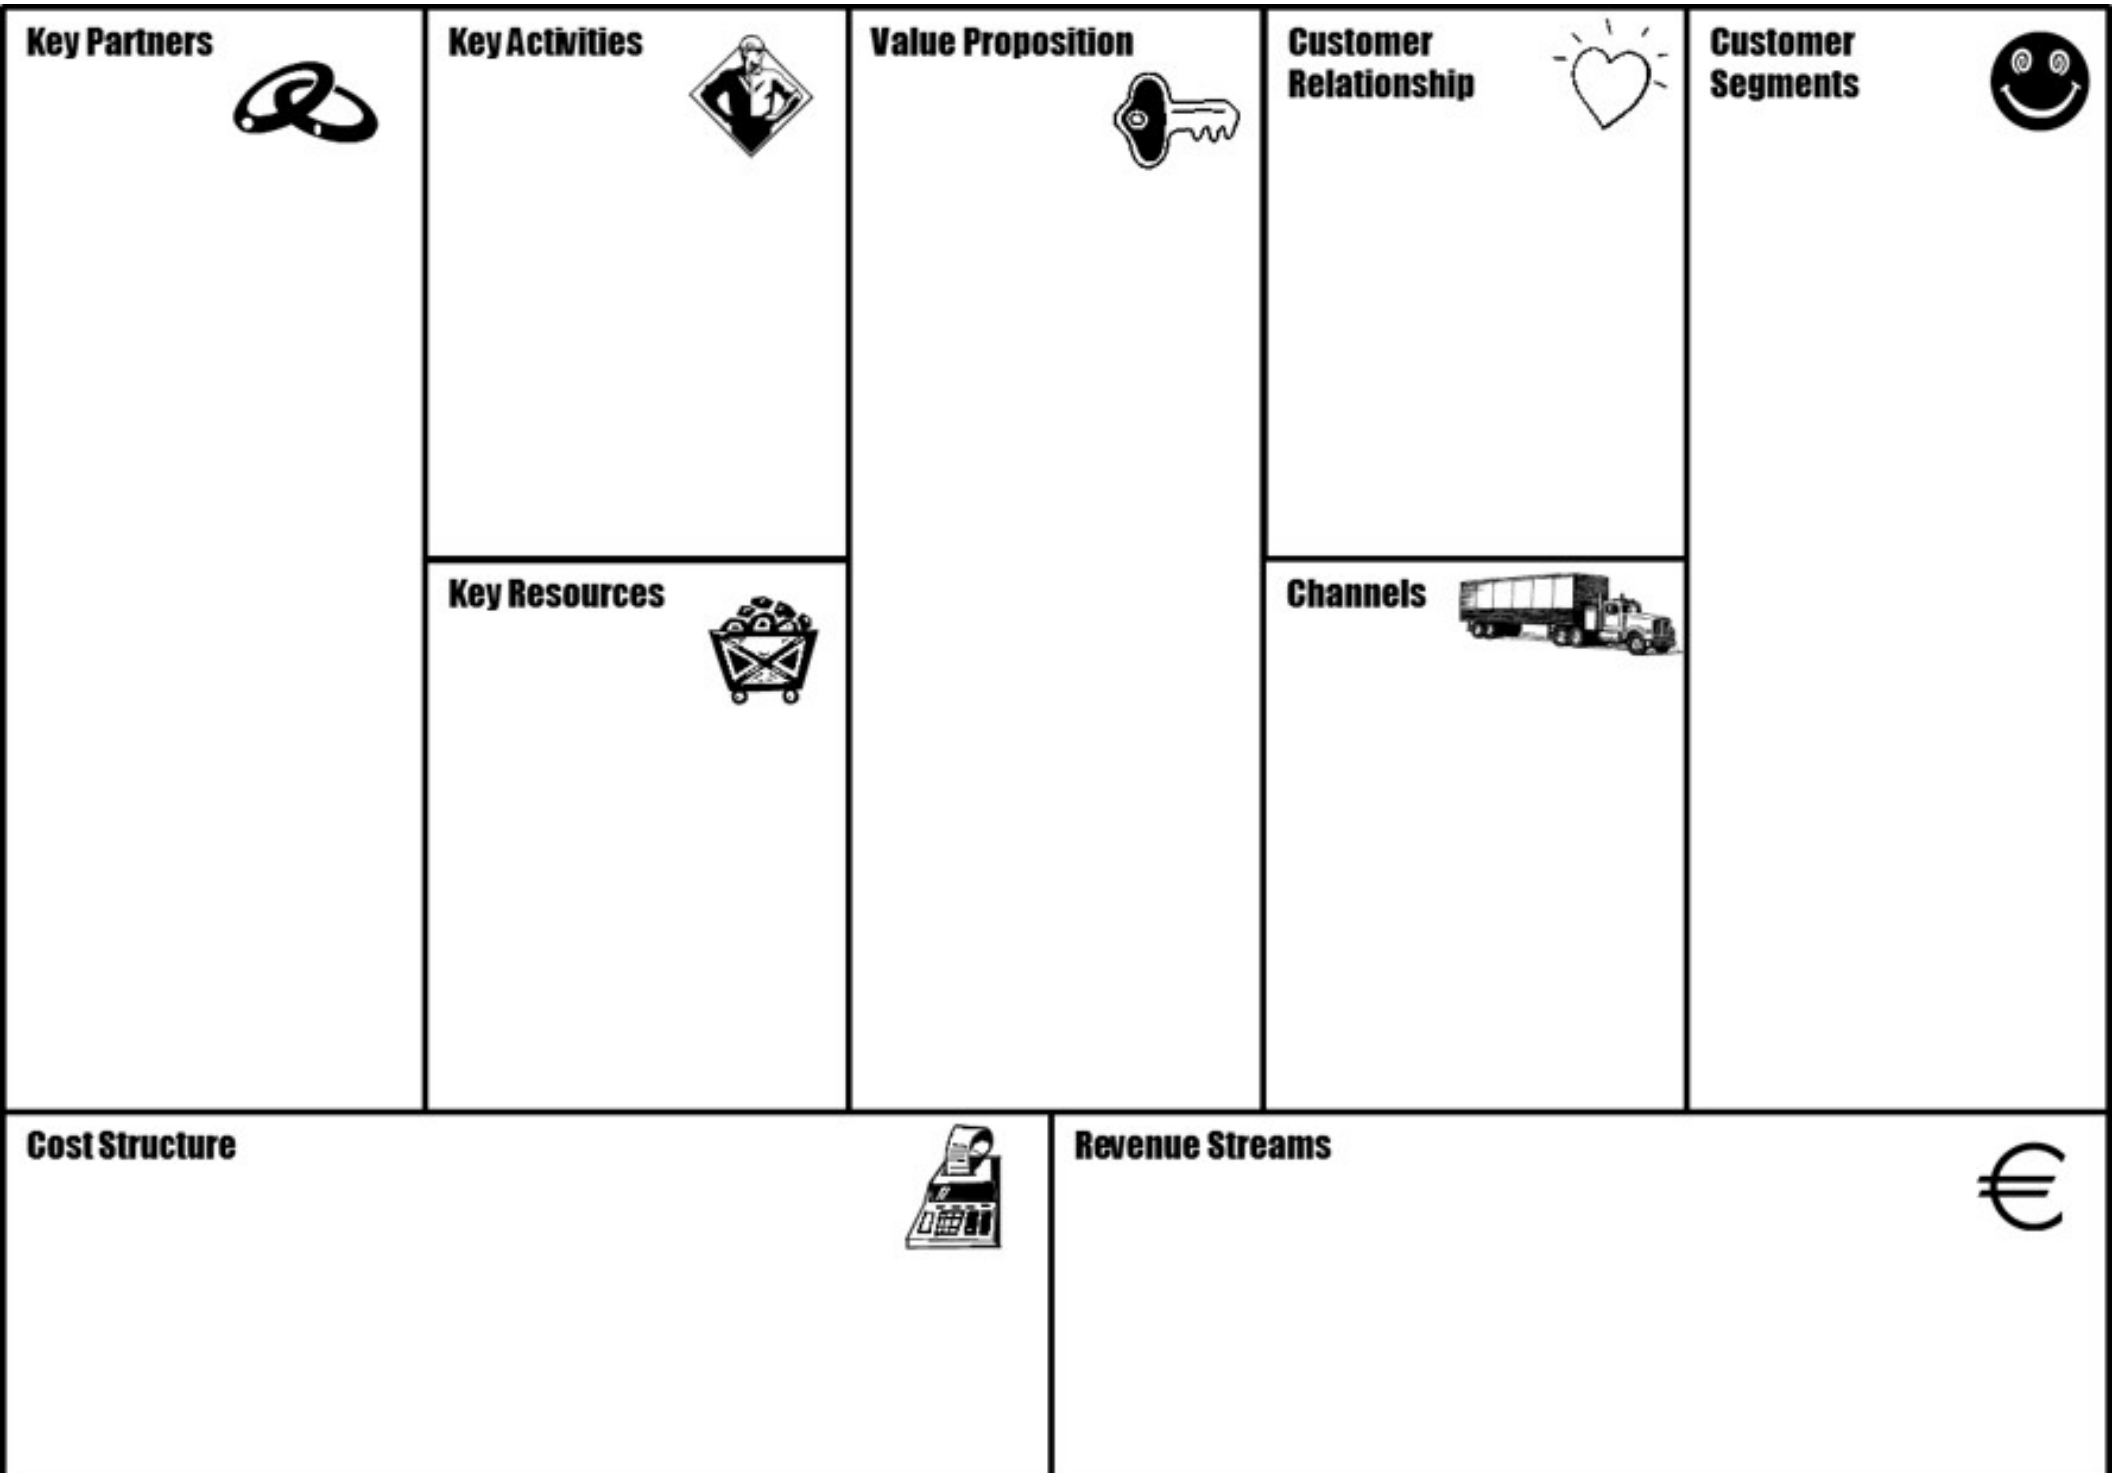 Key Partners
Key Activities
Value Proposition
Customer
Relationship
Customer
Segments
Key Resources
Channels
Cost Structure
Revenue Streams
€